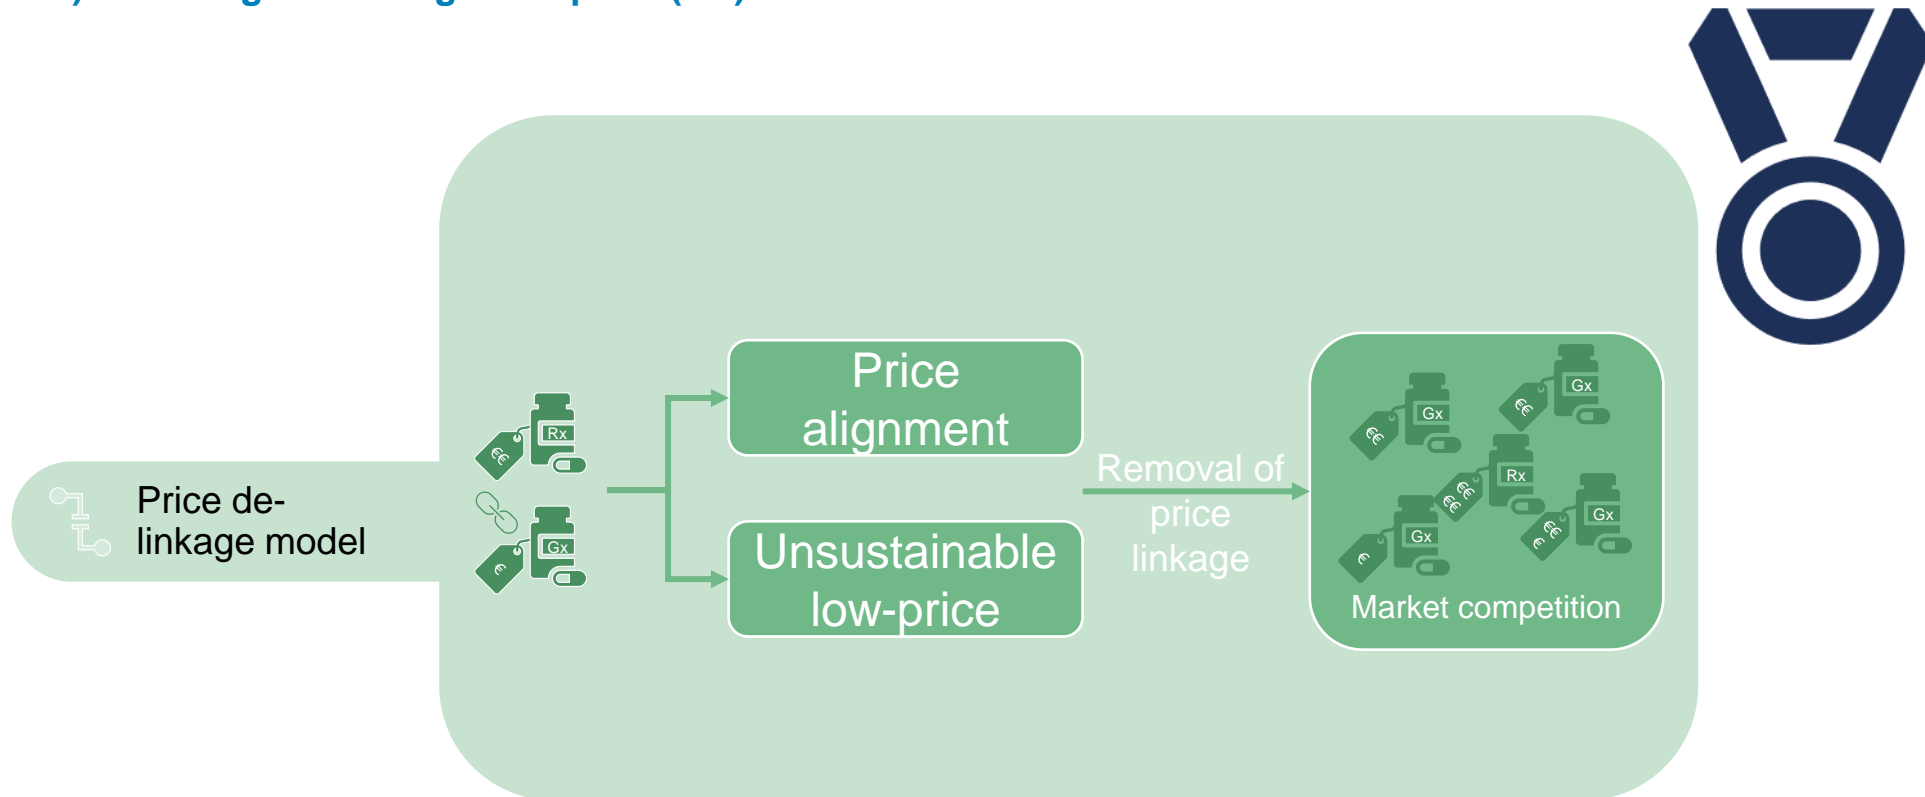 Price de-
linkage model
€€
Rx
€
Gx
Price
alignment
Unsustainable
low-price
Removal of
price
linkage
€€
Gx
€€
Gx
€€
€€
Rx
€
Gx
€€
€
Gx
Market competition